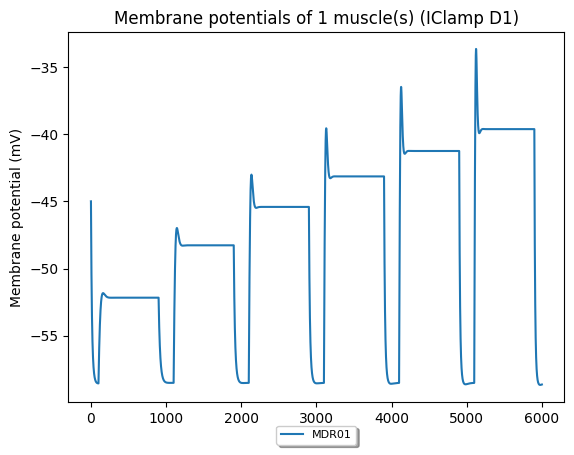 Membrane potentials of 1 muscle(s) (IClamp D1)
Membrane potential (mV)
−35
−40
−45
−50
−55
0 1000 2000 3000 4000 5000 6000
MDR01